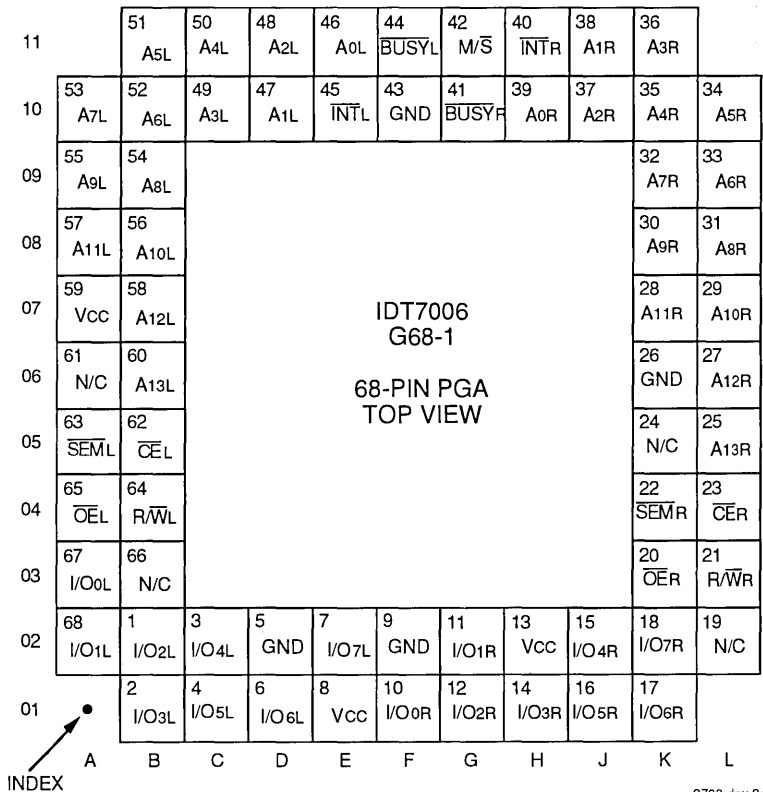 11 51 50 48 46 44 42 40 38 36
A5L A4L A2L A0L BUSYL M/S̅ INTR A1R A3R
10 53 52 49 47 45 43 41 39 37 35 34
A7L A6L A3L A1L INTL GND BUSYR A0R A2R A4R A5R
09 55 54 32 33
A9L A8L A7R A6R
08 57 56 30 31
A11L A10L A9R A8R
07 59 58 28 29
VCC A12L A11R A10R
IDT7006
G68-1
06 61 60 26 27
N/C A13L GND A12R
68-PIN PGA
TOP VIEW
05 63 62 24 25
SEML CEL N/C A13R
04 65 64 22 23
OEL R/WL SEMR CER
03 67 66 20 21
I/O0L N/C OER R/WR
02 68 1 3 5 7 9 11 13 15 18 19
I/O1L I/O2L I/O4L GND I/O7L GND I/O1R VCC I/O4R I/O7R N/C
01 2 4 6 8 10 12 14 16 17
I/O3L I/O5L I/O6L VCC I/O0R I/O2R I/O3R I/O5R I/O6R
A B C D E F G H J K L
INDEX